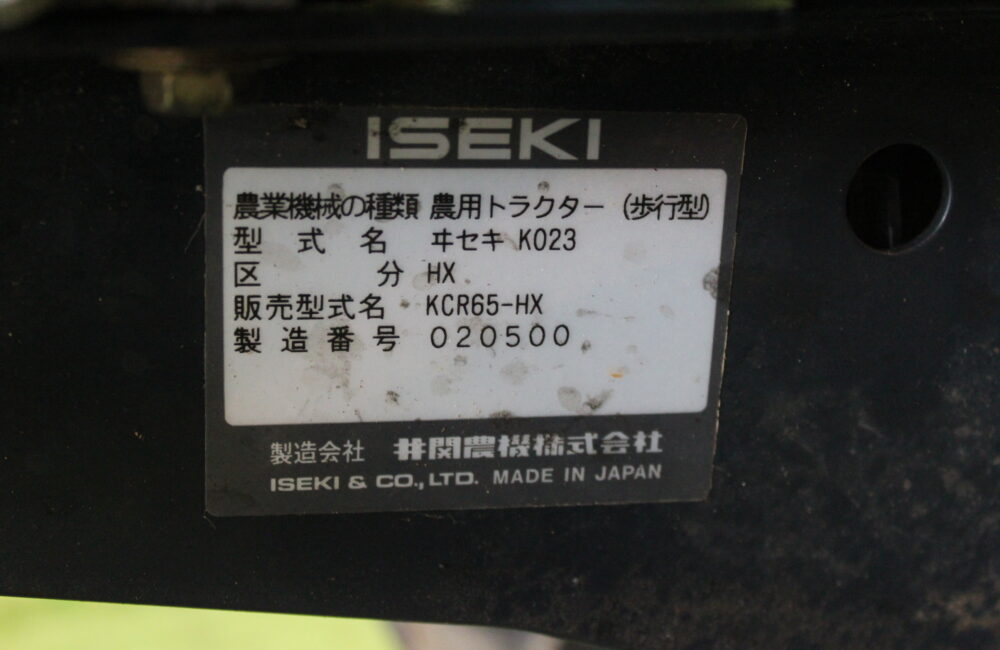 ISEKI
農業機械の種類 農用トラクター (歩行型)
型 式 名 ヰセキ KO23
区 分 HX
販売型式名 KCR65-HX
製 造 番 号 020500
製造会社 井関農機株式会社
ISEKI & CO., LTD. MADE IN JAPAN